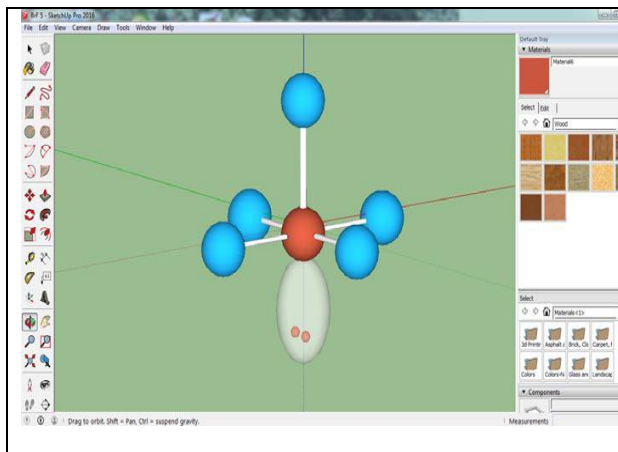 BrF 5 - SketchUp Pro 2016
File Edit View Camera Draw Tools Window Help
Default Tray
Materials
Material6
Select Edit
Wood
Select
Materials<1>
3d Printi Asphalt a Brick, Cl Carpet, F
Colors Colors-N Glass an Landscap
Components
Drag to orbit. Shift = Pan, Ctrl = suspend gravity.
Measurements